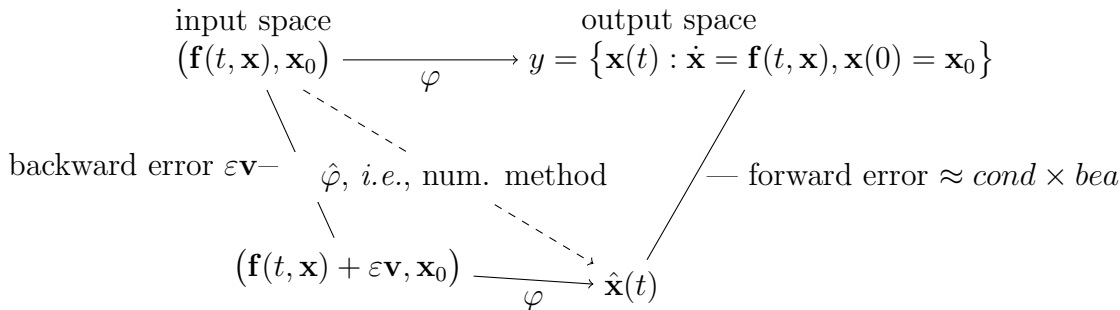 input space
output space
(f(t, x), x₀)
φ
y = {x(t) : ẋ = f(t, x), x(0) = x₀}
backward error εv
φ̂, i.e., num. method
forward error ≈ cond × bea
(f(t, x) + εv, x₀)
φ
x̂(t)